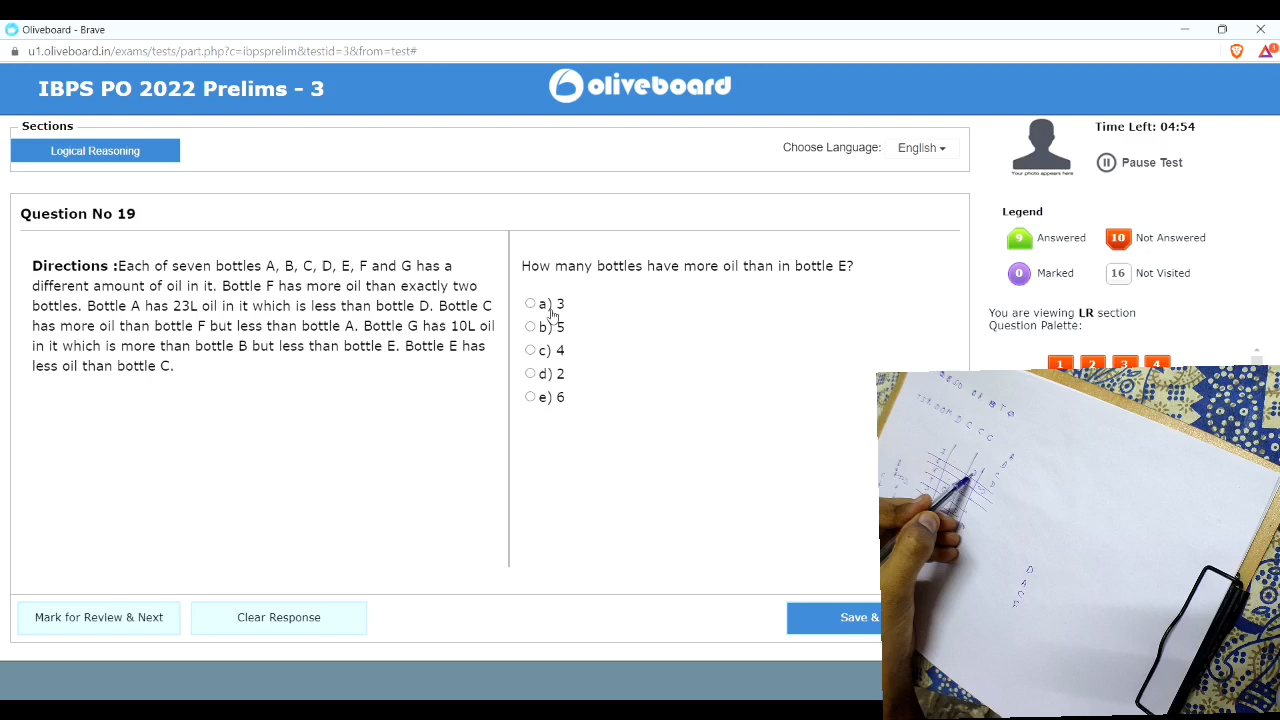 Oliveboard - Brave
u1.oliveboard.in/exams/tests/part.php?c=ibpsprelim&testid=3&from=test#
IBPS PO 2022 Prelims - 3
oliveboard
Sections
Logical Reasoning
Choose Language: English
Time Left: 04:54
Your photo appears here
Pause Test
Question No 19
Legend
9 Answered
10 Not Answered
0 Marked
16 Not Visited
Directions :Each of seven bottles A, B, C, D, E, F and G has a
different amount of oil in it. Bottle F has more oil than exactly two
bottles. Bottle A has 23L oil in it which is less than bottle D. Bottle C
has more oil than bottle F but less than bottle A. Bottle G has 10L oil
in it which is more than bottle B but less than bottle E. Bottle E has
less oil than bottle C.
How many bottles have more oil than in bottle E?
a) 3
b) 5
c) 4
d) 2
e) 6
You are viewing LR section
Question Palette:
1 2 3 4
D
A
C
Mark for Review & Next
Clear Response
Save &